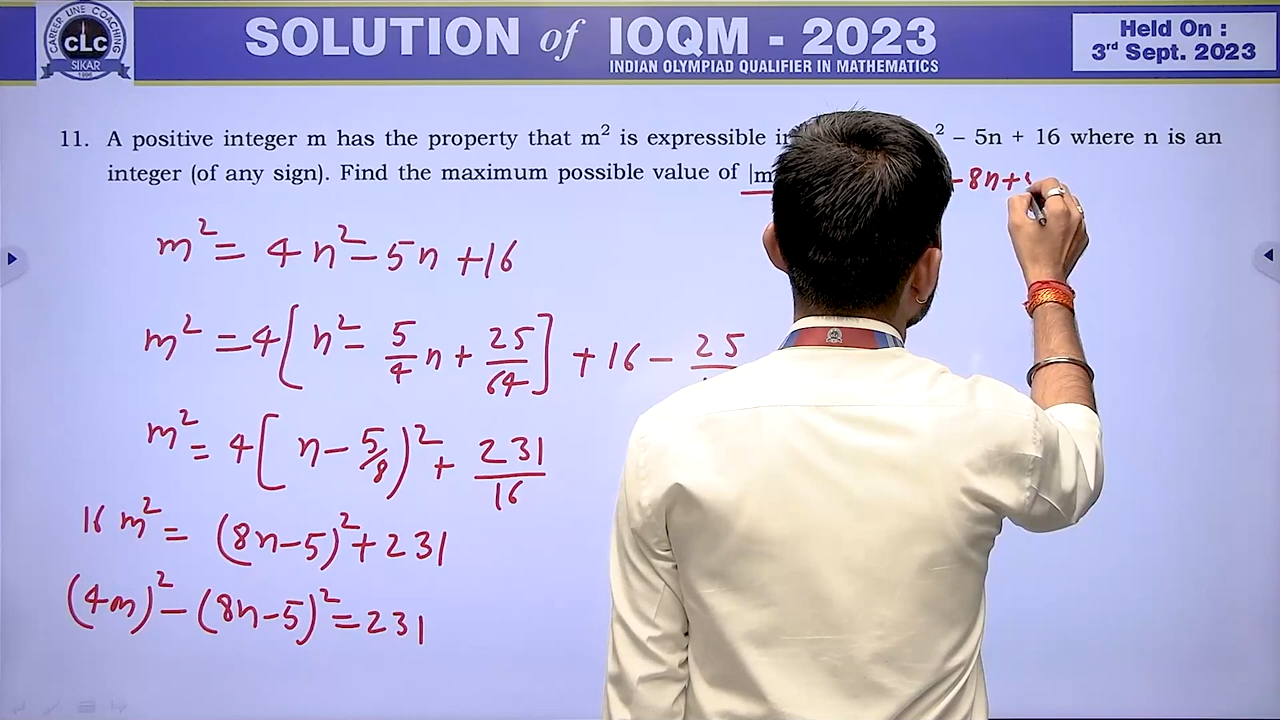 CAREER LINE COACHING
CLC
SIKAR
1996
SOLUTION of IOQM - 2023
INDIAN OLYMPIAD QUALIFIER IN MATHEMATICS
Held On :
3rd Sept. 2023
11. A positive integer m has the property that m² is expressible in ² – 5n + 16 where n is an
integer (of any sign). Find the maximum possible value of |m
-8n+
m² = 4n²-5n+16
m² = 4[n²- 5/4 n + 25/64] + 16 - 25
m² = 4[n-5/8)² + 231/16
16m² = (8n-5)²+231
(4m)²-(8n-5)²=231